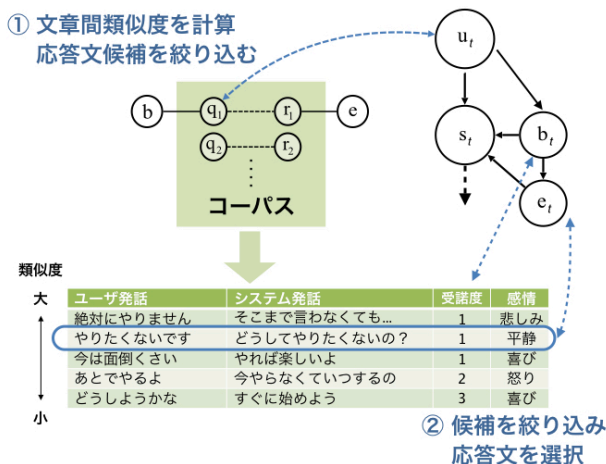 ① 文章間類似度を計算
応答文候補を絞り込む
u_t
b q₁ r₁ e
q₂ r₂
s_t b_t
e_t
コーパス
類似度
大
小
ユーザ発話 システム発話 受諾度 感情
絶対にやりません そこまで言わなくても... 1 悲しみ
やりたくないです どうしてやりたくないの？ 1 平静
今は面倒くさい やれば楽しいよ 1 喜び
あとでやるよ 今やらなくていつするの 2 怒り
どうしようかな すぐに始めよう 3 喜び
② 候補を絞り込み
応答文を選択